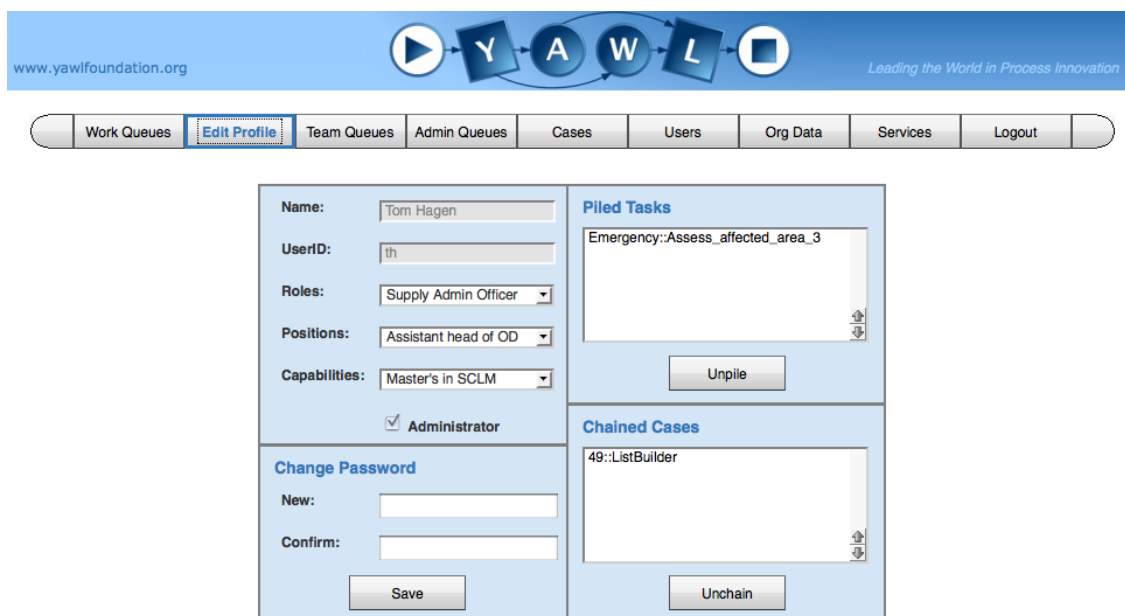 www.yawlfoundation.org
YAWL
Leading the World in Process Innovation
Work Queues
Edit Profile
Team Queues
Admin Queues
Cases
Users
Org Data
Services
Logout
Name:
Tom Hagen
UserID:
th
Roles:
Supply Admin Officer
Positions:
Assistant head of OD
Capabilities:
Master's in SCLM
Administrator
Change Password
New:
Confirm:
Save
Piled Tasks
Emergency::Assess_affected_area_3
Unpile
Chained Cases
49::ListBuilder
Unchain